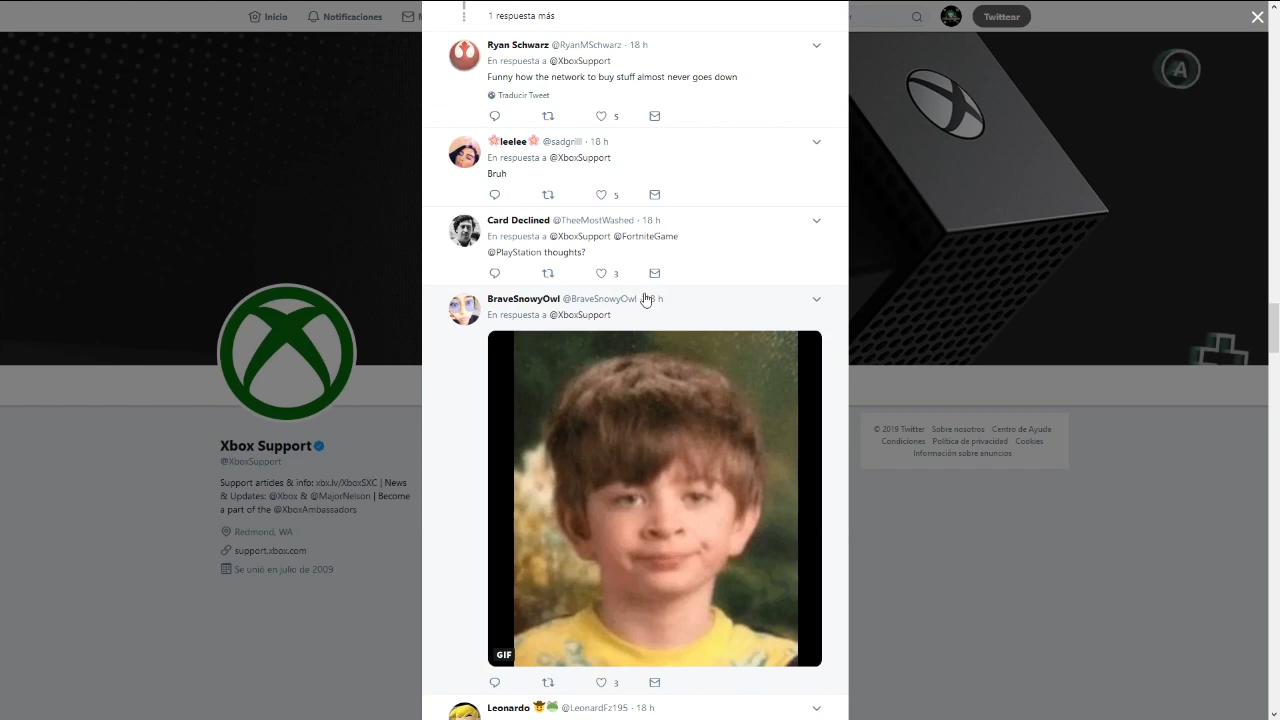 Inicio
Notificaciones
Twittear
1 respuesta más
Ryan Schwarz @RyanMSchwarz · 18 h
En respuesta a @XboxSupport
Funny how the network to buy stuff almost never goes down
Traducir Tweet
5
🌸leelee🌸 @sadgrilll · 18 h
En respuesta a @XboxSupport
Bruh
5
Card Declined @TheeMostWashed · 18 h
En respuesta a @XboxSupport @FortniteGame
@PlayStation thoughts?
3
BraveSnowyOwl @BraveSnowyOwl
En respuesta a @XboxSupport
GIF
3
Leonardo 🤠🐸 @LeonardFz195 · 18 h
A
Xbox Support
@XboxSupport
Support articles & info: xbx.lv/XboxSXC | News
& Updates: @Xbox & @MajorNelson | Become
a part of the @XboxAmbassadors
Redmond, WA
support.xbox.com
Se unió en julio de 2009
© 2019 Twitter Sobre nosotros Centro de Ayuda
Condiciones Política de privacidad Cookies
Información sobre anuncios